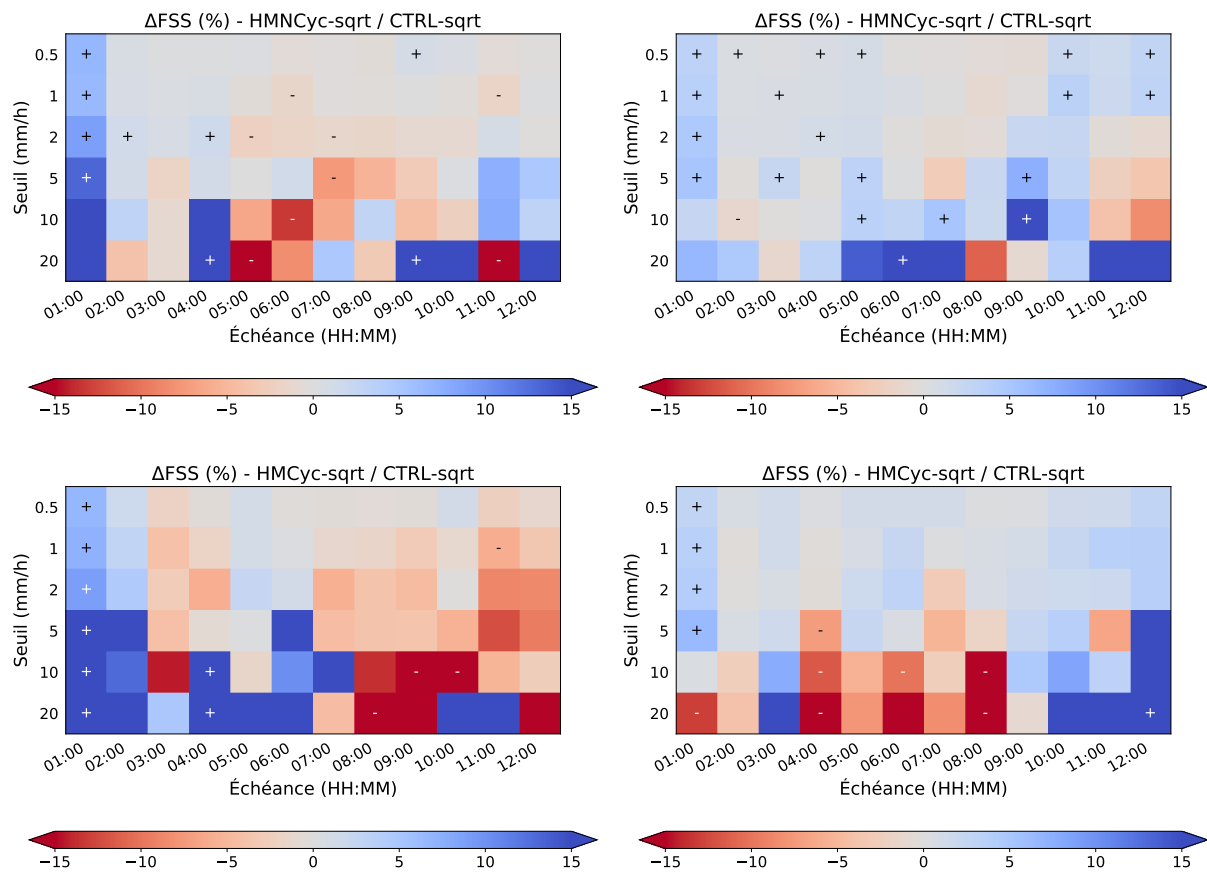 ΔFSS (%) - HMNCyc-sqrt / CTRL-sqrt
Seuil (mm/h)
0.5
+ +
1
+ - -
2
+ + + - -
5
+ -
10
-
20
+ - + -
01:00 02:00 03:00 04:00 05:00 06:00 07:00 08:00 09:00 10:00 11:00 12:00
Échéance (HH:MM)
−15 −10 −5 0 5 10 15
ΔFSS (%) - HMNCyc-sqrt / CTRL-sqrt
Seuil (mm/h)
0.5
+ + + + + +
1
+ + + +
2
+ +
5
+ + + +
10
- + + +
20
+
01:00 02:00 03:00 04:00 05:00 06:00 07:00 08:00 09:00 10:00 11:00 12:00
Échéance (HH:MM)
−15 −10 −5 0 5 10 15
ΔFSS (%) - HMCyc-sqrt / CTRL-sqrt
Seuil (mm/h)
0.5
+
1
+ -
2
+
5
+
10
+ + - -
20
+ + -
01:00 02:00 03:00 04:00 05:00 06:00 07:00 08:00 09:00 10:00 11:00 12:00
Échéance (HH:MM)
−15 −10 −5 0 5 10 15
ΔFSS (%) - HMCyc-sqrt / CTRL-sqrt
Seuil (mm/h)
0.5
+
1
+
2
+
5
+ -
10
- - -
20
- - - +
01:00 02:00 03:00 04:00 05:00 06:00 07:00 08:00 09:00 10:00 11:00 12:00
Échéance (HH:MM)
−15 −10 −5 0 5 10 15